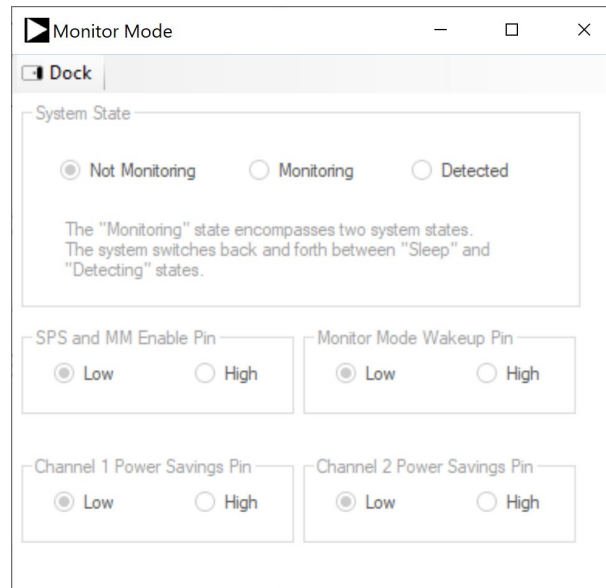 Monitor Mode
Dock
System State
Not Monitoring Monitoring Detected
The "Monitoring" state encompasses two system states.
The system switches back and forth between "Sleep" and
"Detecting" states.
SPS and MM Enable Pin Monitor Mode Wakeup Pin
Low High Low High
Channel 1 Power Savings Pin Channel 2 Power Savings Pin
Low High Low High